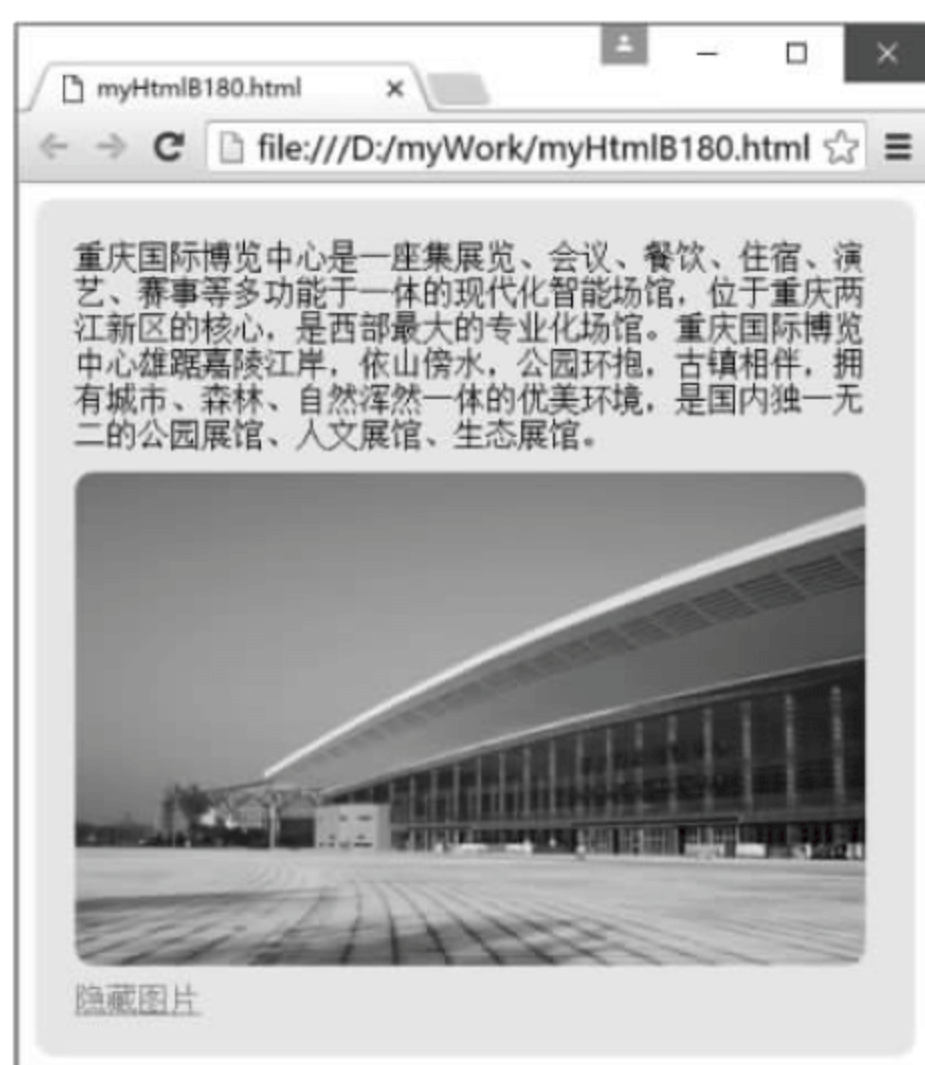 myHtmlB180.html
file:///D:/myWork/myHtmlB180.html
重庆国际博览中心是一座集展览、会议、餐饮、住宿、演
艺、赛事等多功能于一体的现代化智能场馆，位于重庆两
江新区的核心，是西部最大的专业化场馆。重庆国际博览
中心雄踞嘉陵江岸，依山傍水，公园环抱，古镇相伴，拥
有城市、森林、自然浑然一体的优美环境，是国内独一无
二的公园展馆、人文展馆、生态展馆。
隐藏图片